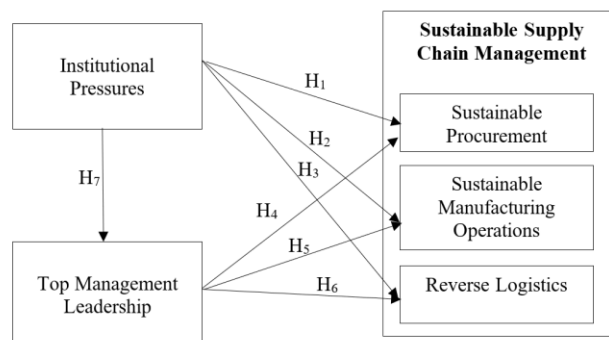 Sustainable Supply
Chain Management
Institutional
Pressures
H₁
Sustainable
Procurement
H₂
H₃
H₇
H₄
Sustainable
Manufacturing
Operations
H₅
Top Management
Leadership
H₆
Reverse Logistics